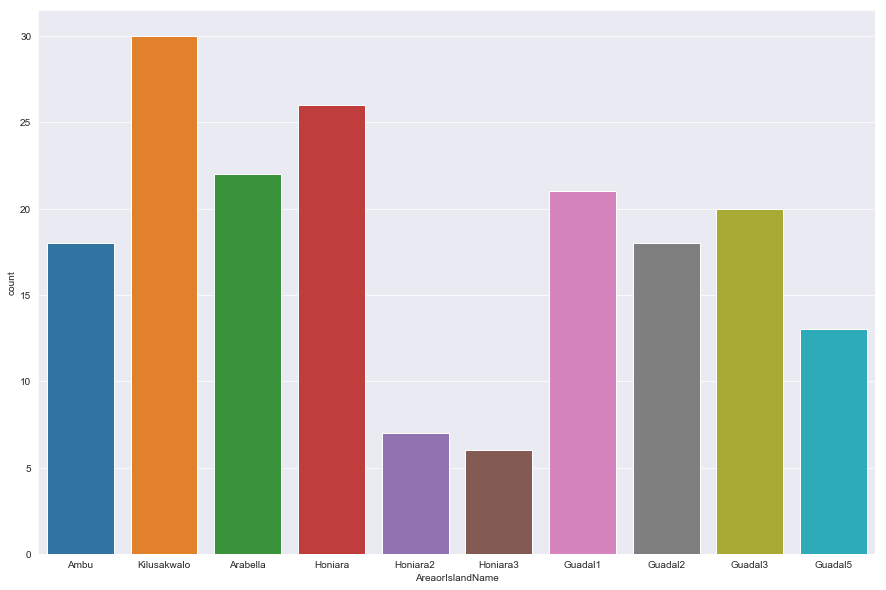 30
25
20
15
10
5
0
count
Ambu Kilusakwalo Arabella Honiara Honiara2 Honiara3 Guadal1 Guadal2 Guadal3 Guadal5
AreaorIslandName